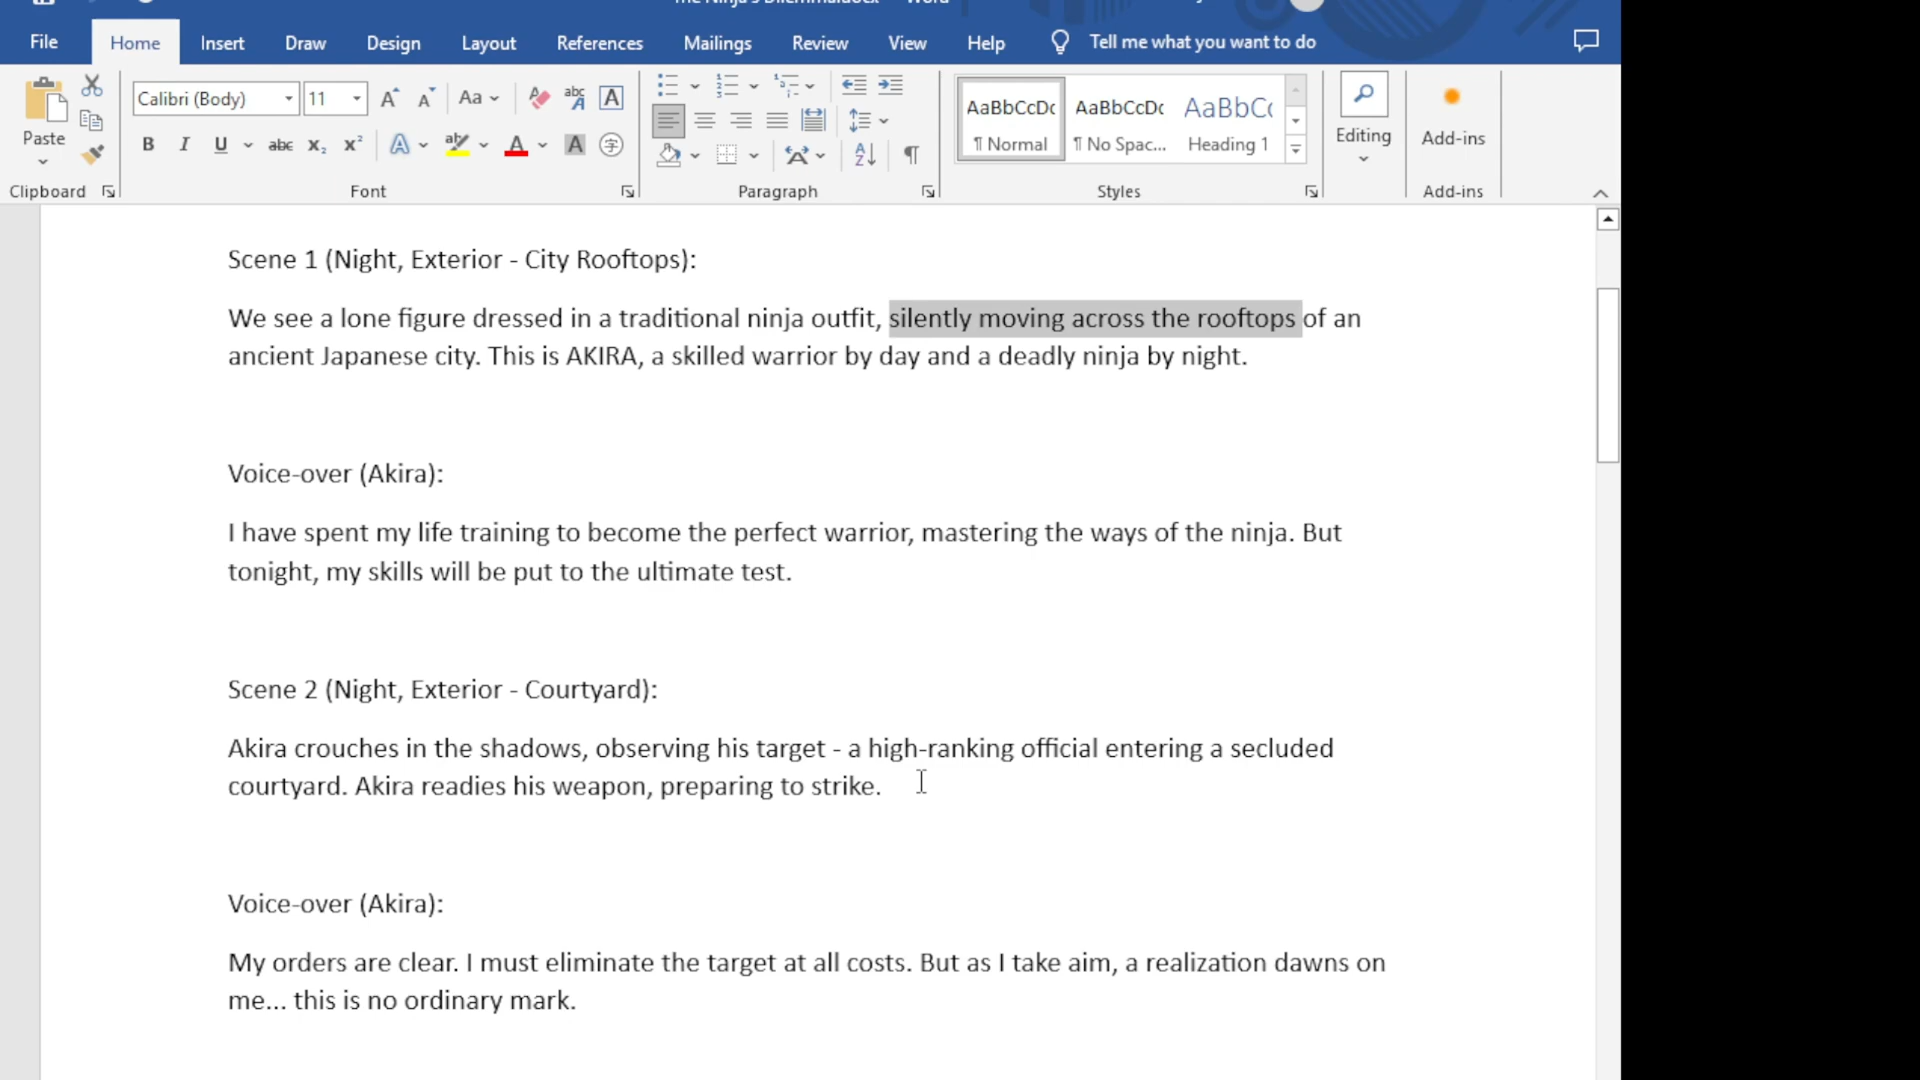 File Home Insert Draw Design Layout References Mailings Review View Help Tell me what you want to do
Calibri (Body) 11 Aa abc A
Paste B I U abc x₂ x² A A A 字
AaBbCcDc AaBbCcDc AaBbC
¶ Normal ¶ No Spac... Heading 1
Editing Add-ins
Clipboard Font Paragraph Styles Add-ins
Scene 1 (Night, Exterior - City Rooftops):
We see a lone figure dressed in a traditional ninja outfit, silently moving across the rooftops of an
ancient Japanese city. This is AKIRA, a skilled warrior by day and a deadly ninja by night.
Voice-over (Akira):
I have spent my life training to become the perfect warrior, mastering the ways of the ninja. But
tonight, my skills will be put to the ultimate test.
Scene 2 (Night, Exterior - Courtyard):
Akira crouches in the shadows, observing his target - a high-ranking official entering a secluded
courtyard. Akira readies his weapon, preparing to strike.
Voice-over (Akira):
My orders are clear. I must eliminate the target at all costs. But as I take aim, a realization dawns on
me... this is no ordinary mark.